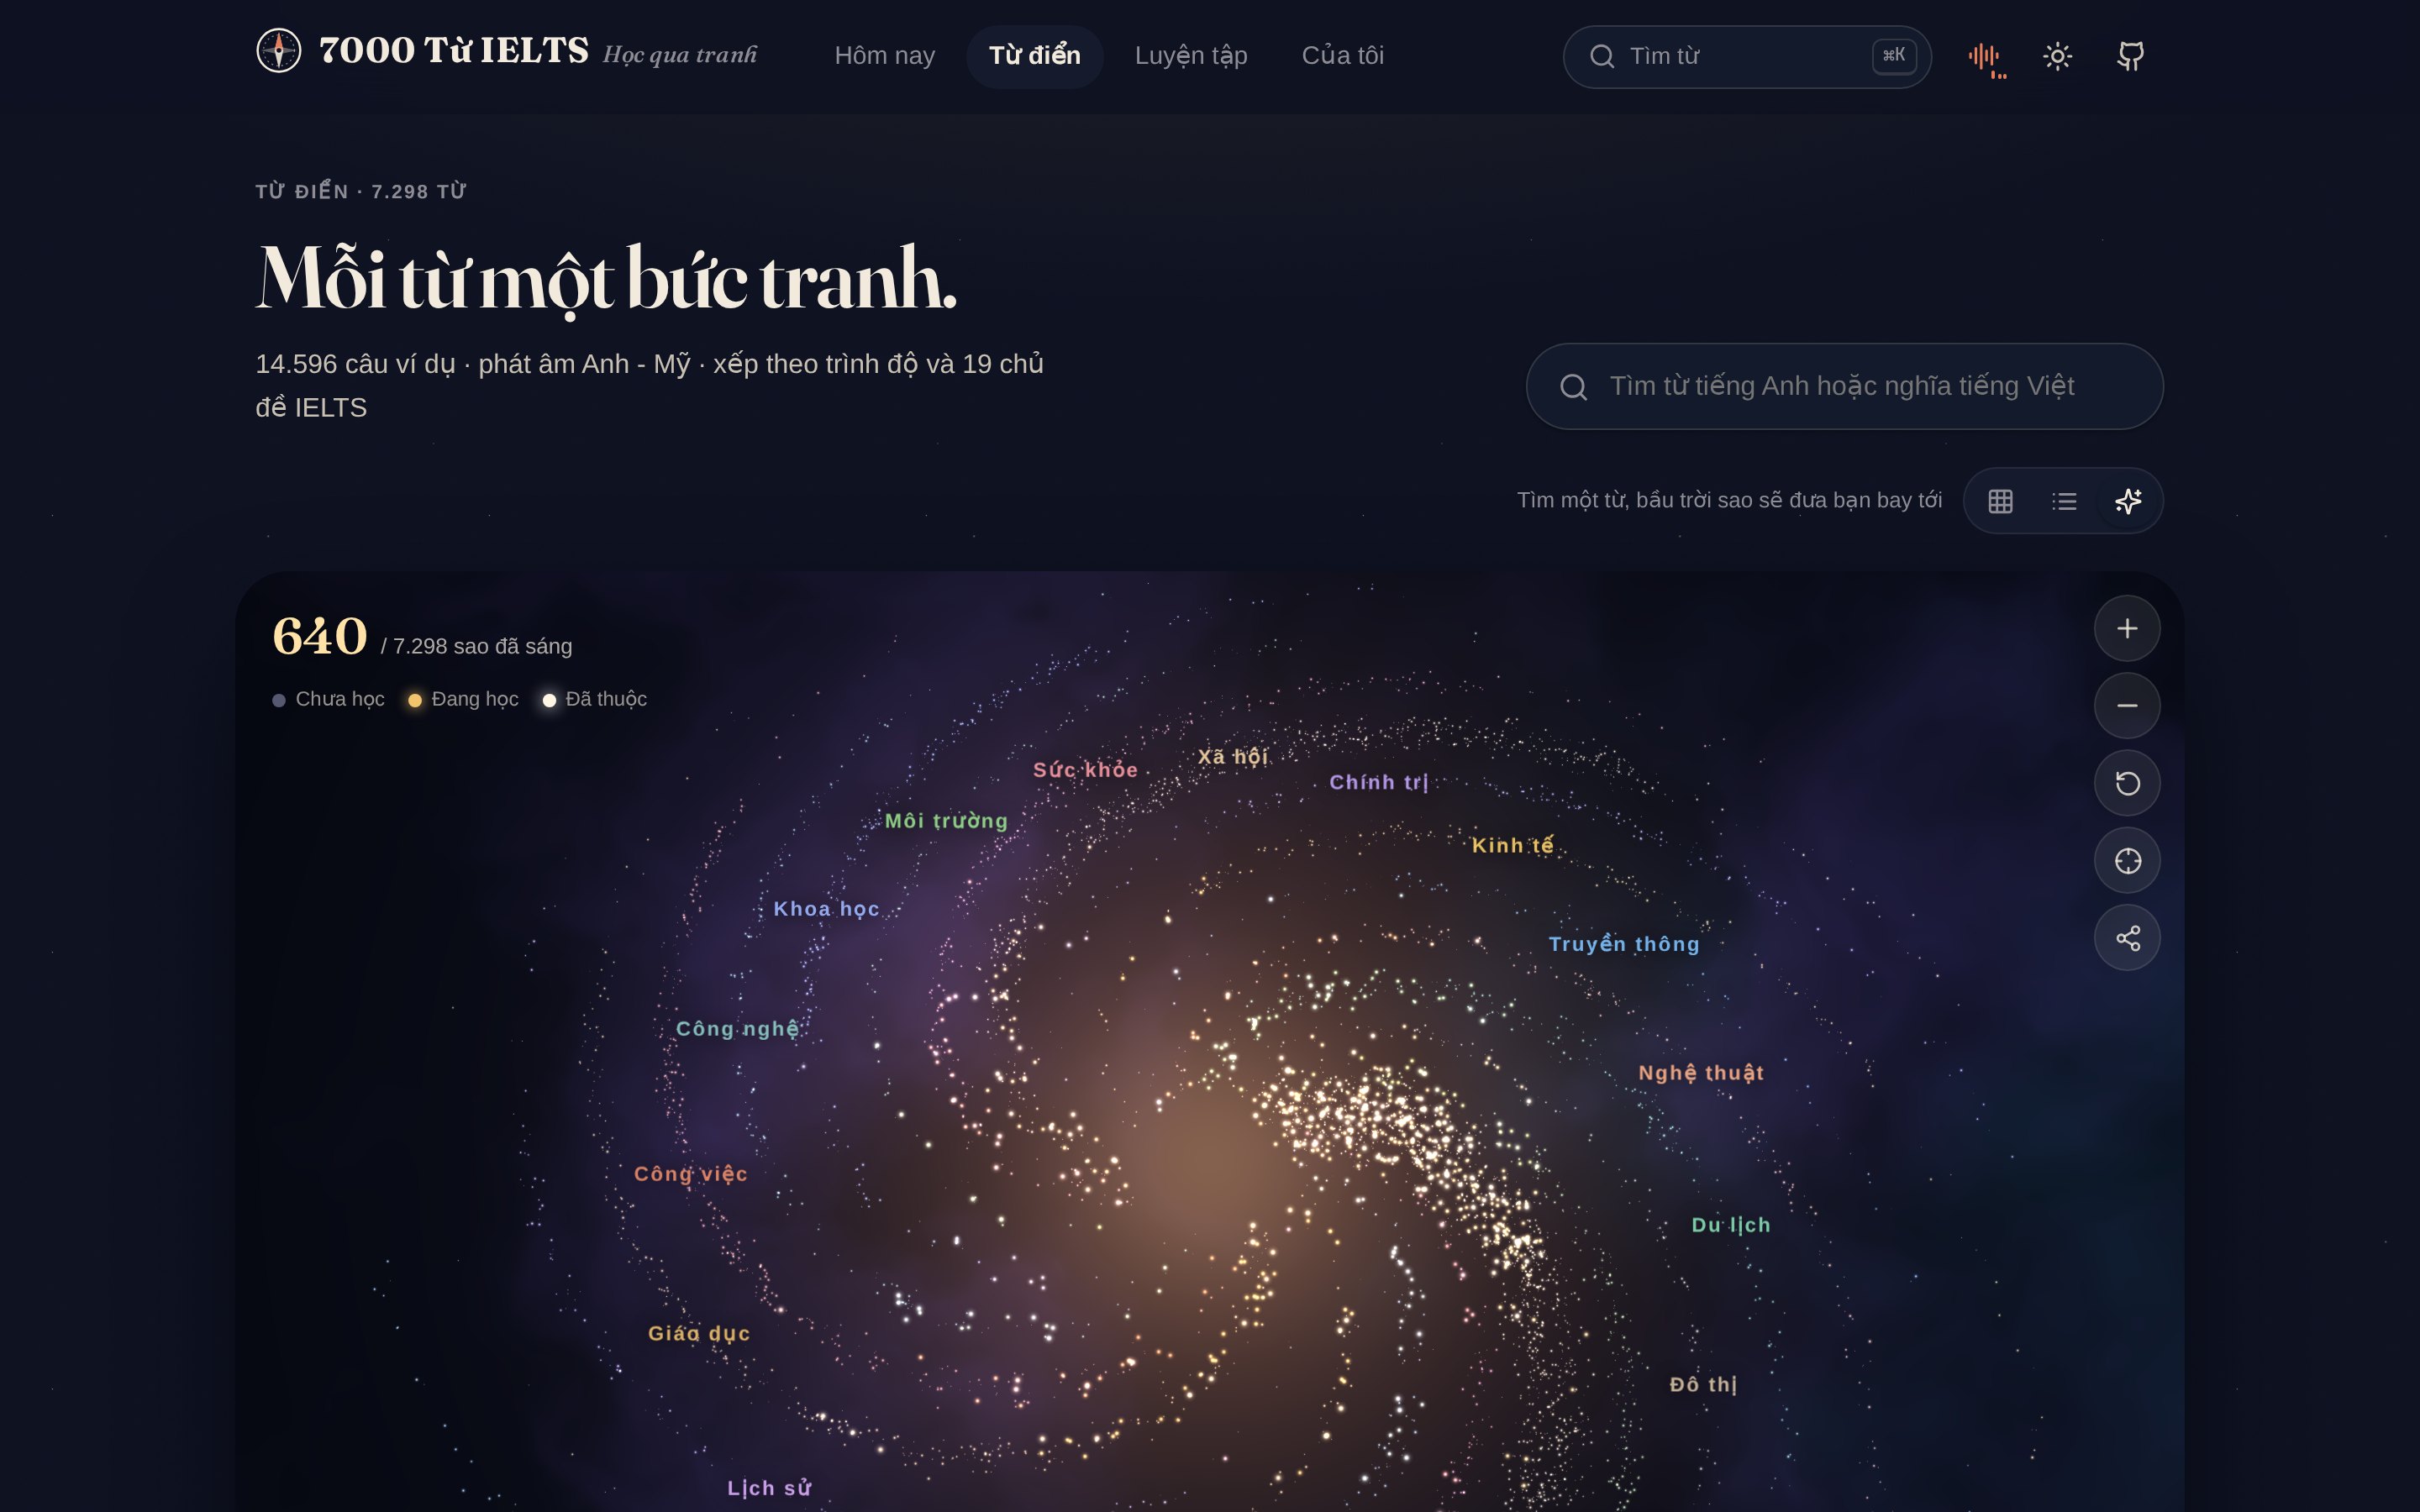 7000 Từ IELTS Học qua tranh Hôm nay Từ điển Luyện tập Của tôi Tìm từ ⌘K
TỪ ĐIỂN · 7.298 TỪ
Mỗi từ một bức tranh.
14.596 câu ví dụ · phát âm Anh - Mỹ · xếp theo trình độ và 19 chủ
đề IELTS
Tìm từ tiếng Anh hoặc nghĩa tiếng Việt
Tìm một từ, bầu trời sao sẽ đưa bạn bay tới
640 / 7.298 sao đã sáng
Chưa học Đang học Đã thuộc
Xã hội
Sức khỏe
Chính trị
Môi trường
Kinh tế
Khoa học
Truyền thông
Công nghệ
Nghệ thuật
Công việc
Du lịch
Giáo dục
Đô thị
Lịch sử